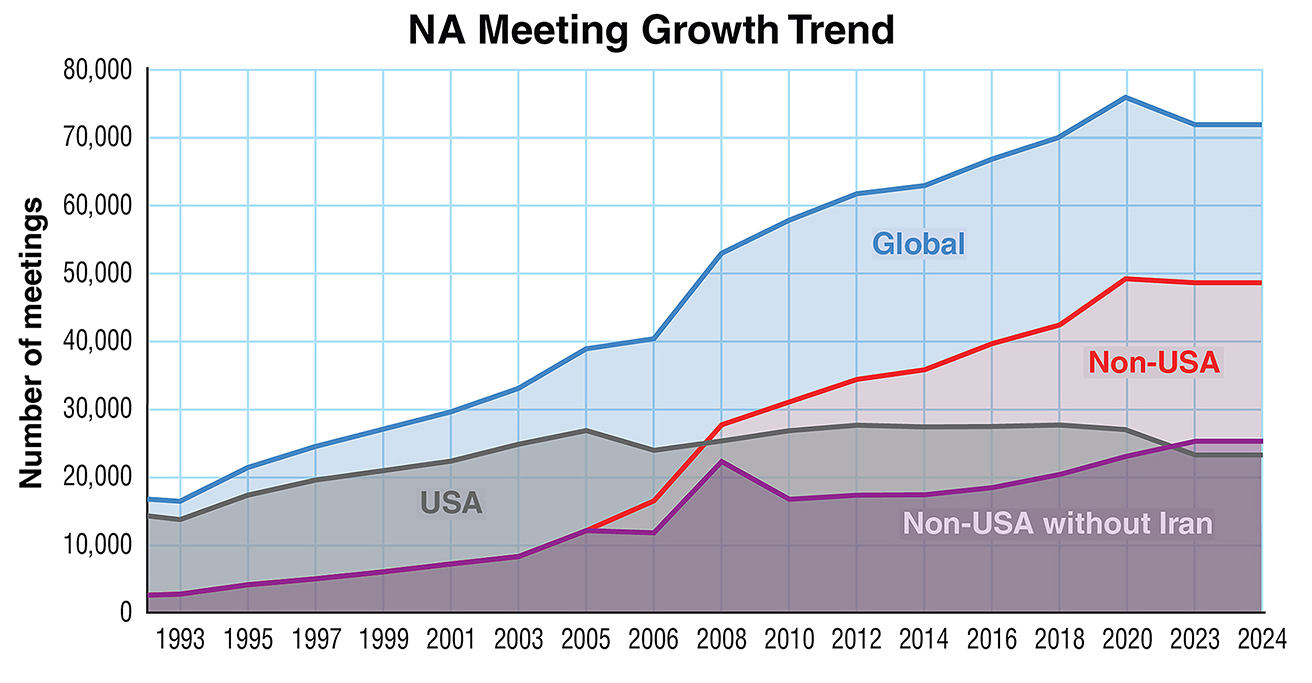 NA Meeting Growth Trend
Number of meetings
80,000
70,000
60,000
50,000
40,000
30,000
20,000
10,000
0
Global
Non-USA
USA
Non-USA without Iran
1993 1995 1997 1999 2001 2003 2005 2006 2008 2010 2012 2014 2016 2018 2020 2023 2024